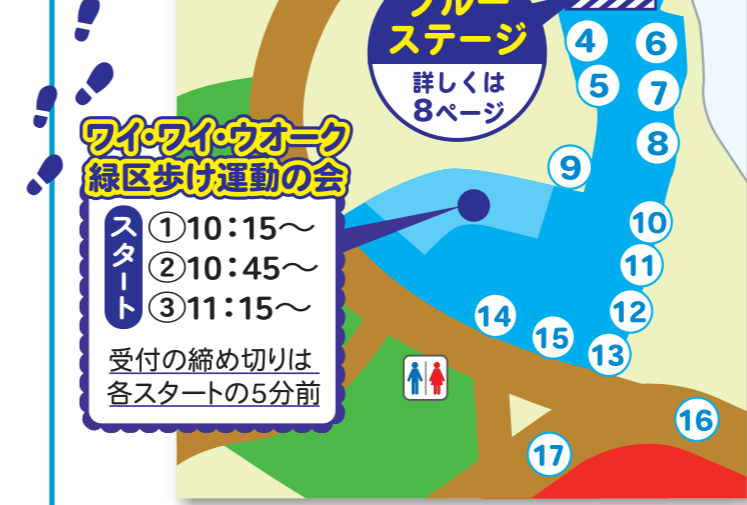 ブルー
ステージ
詳しくは
8ページ
4
6
5
7
8
9
10
11
12
13
14
15
16
17
ワイ・ワイ・ウオーク
緑区歩け運動の会
スタート
①10：15～
②10：45～
③11：15～
受付の締め切りは
各スタートの5分前